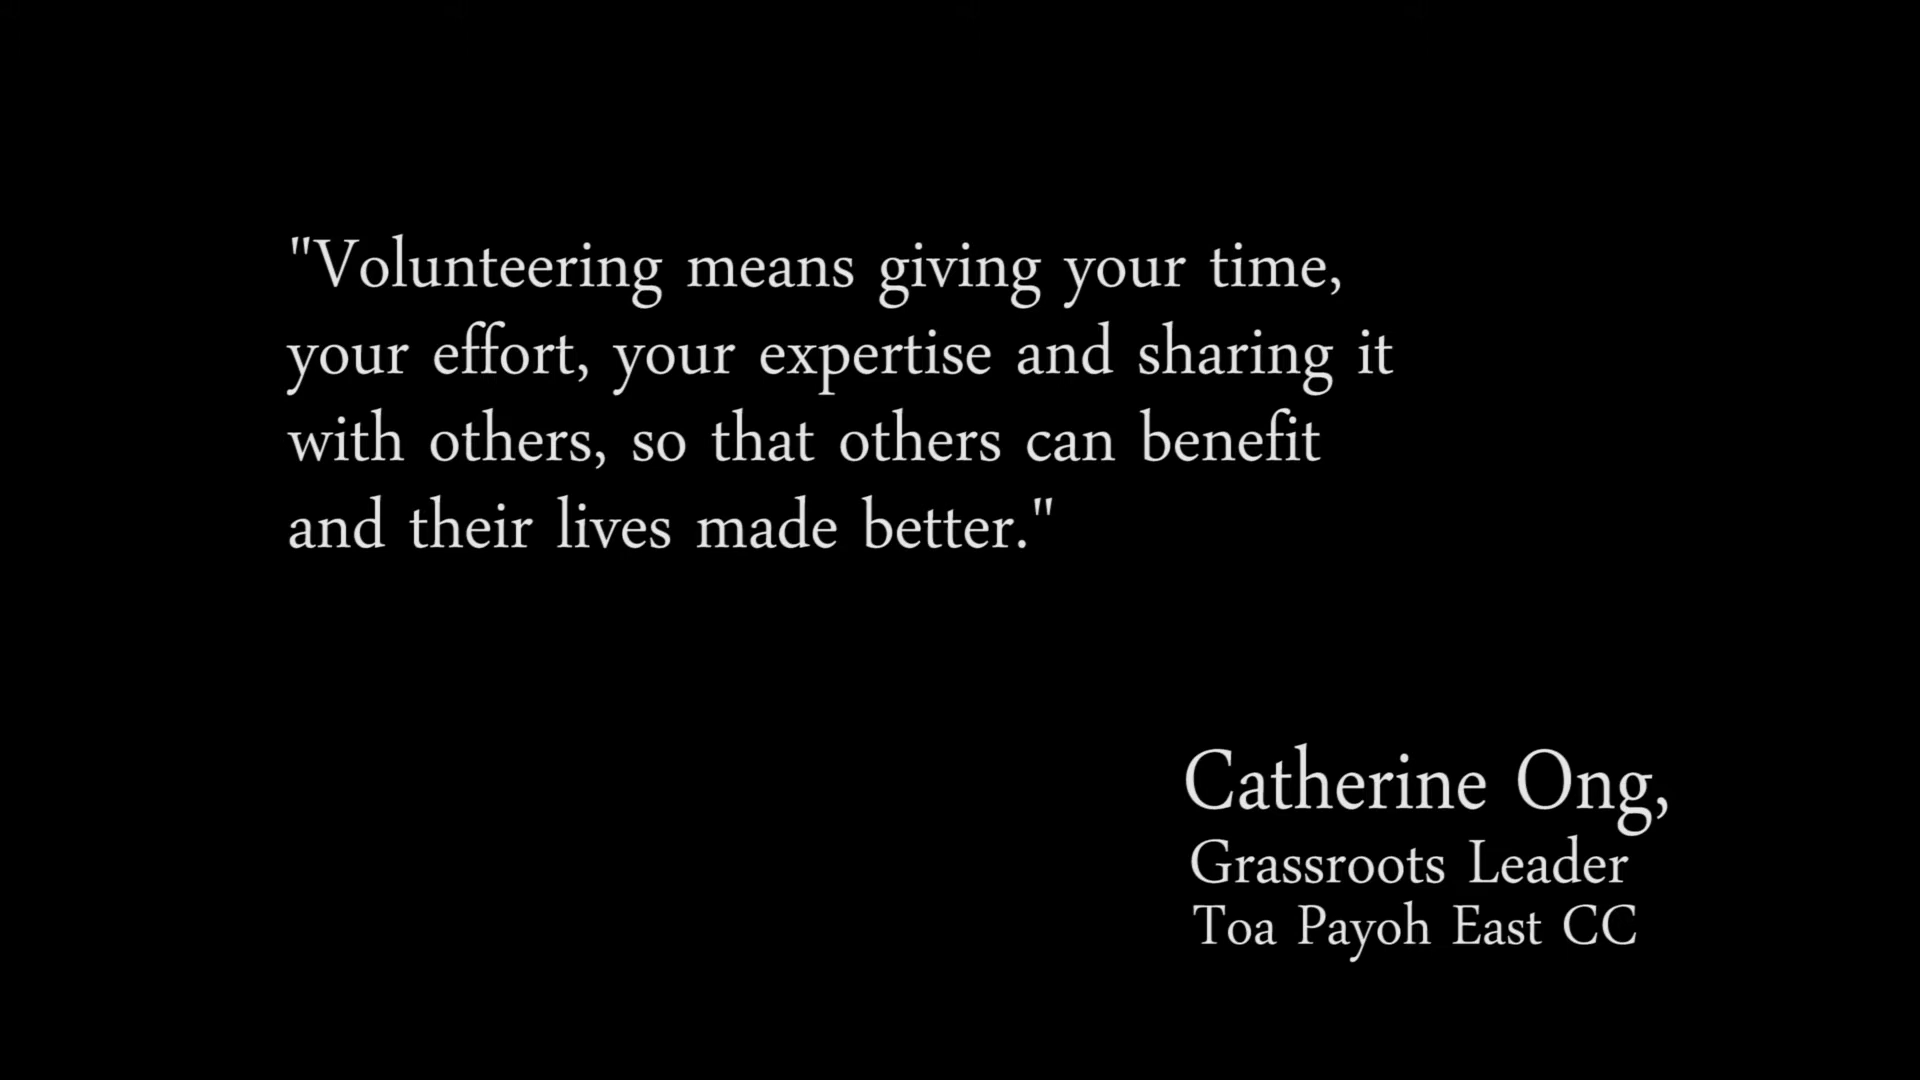 "Volunteering means giving your time,
your effort, your expertise and sharing it
with others, so that others can benefit
and their lives made better."
Catherine Ong,
Grassroots Leader
Toa Payoh East CC